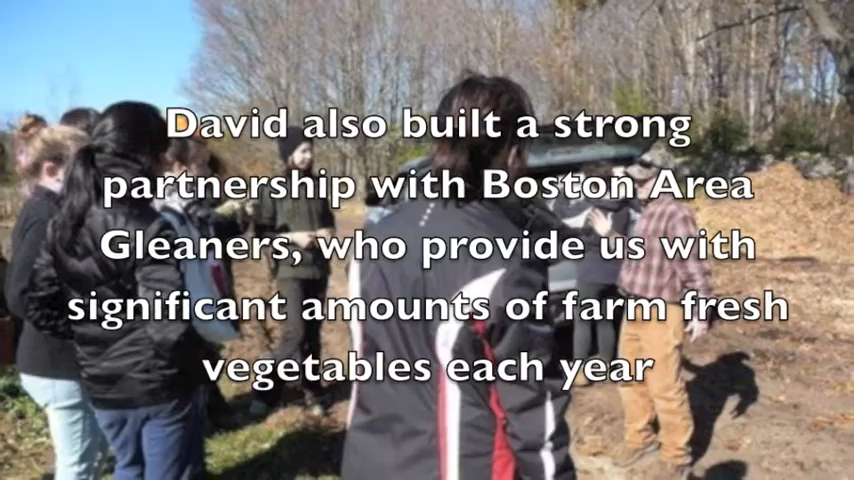 David also built a strong
partnership with Boston Area
Gleaners, who provide us with
significant amounts of farm fresh
vegetables each year